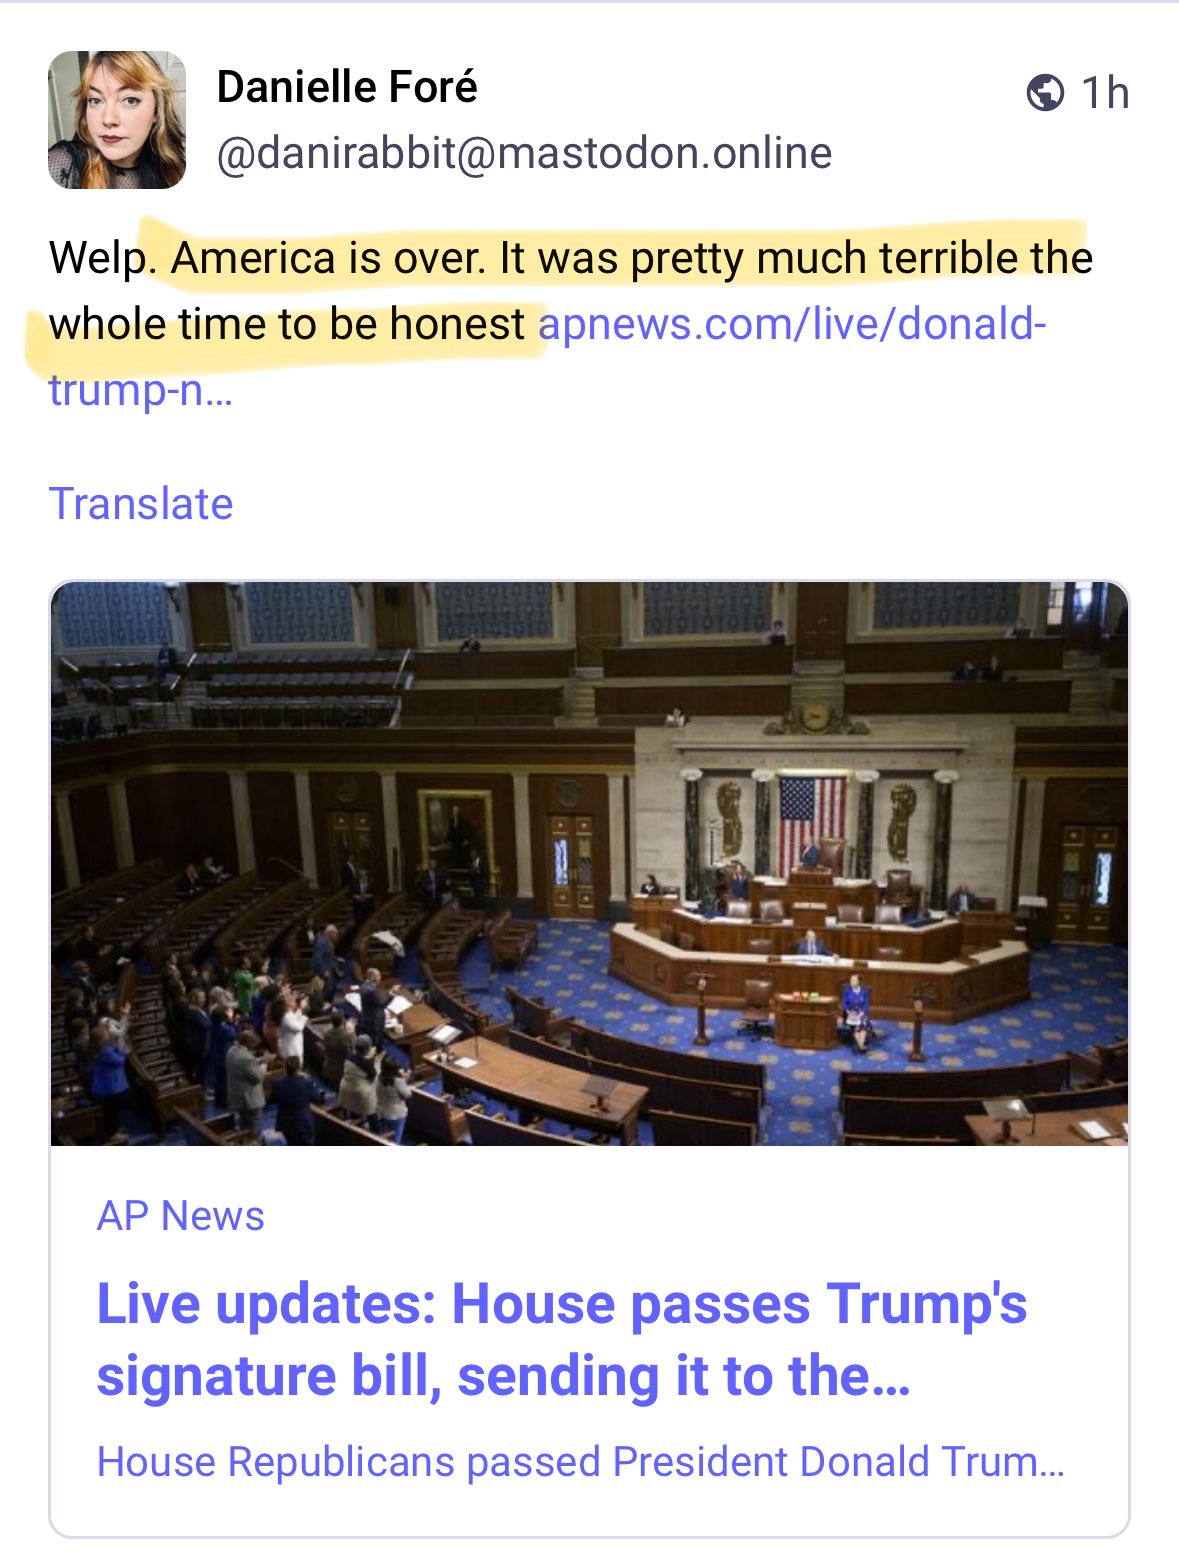 Danielle Foré
1h
@danirabbit@mastodon.online
Welp. America is over. It was pretty much terrible the
whole time to be honest apnews.com/live/donald-
trump-n…
Translate
AP News
Live updates: House passes Trump's
signature bill, sending it to the…
House Republicans passed President Donald Trum…